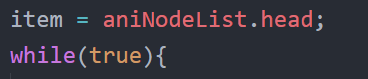 item = aniNodeList.head;
while(true){